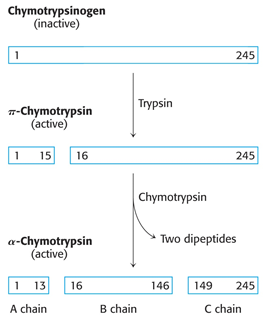 Chymotrypsinogen
(inactive)
1 245
Trypsin
π-Chymotrypsin
(active)
1 15 16 245
Chymotrypsin
Two dipeptides
α-Chymotrypsin
(active)
1 13 16 146 149 245
A chain B chain C chain